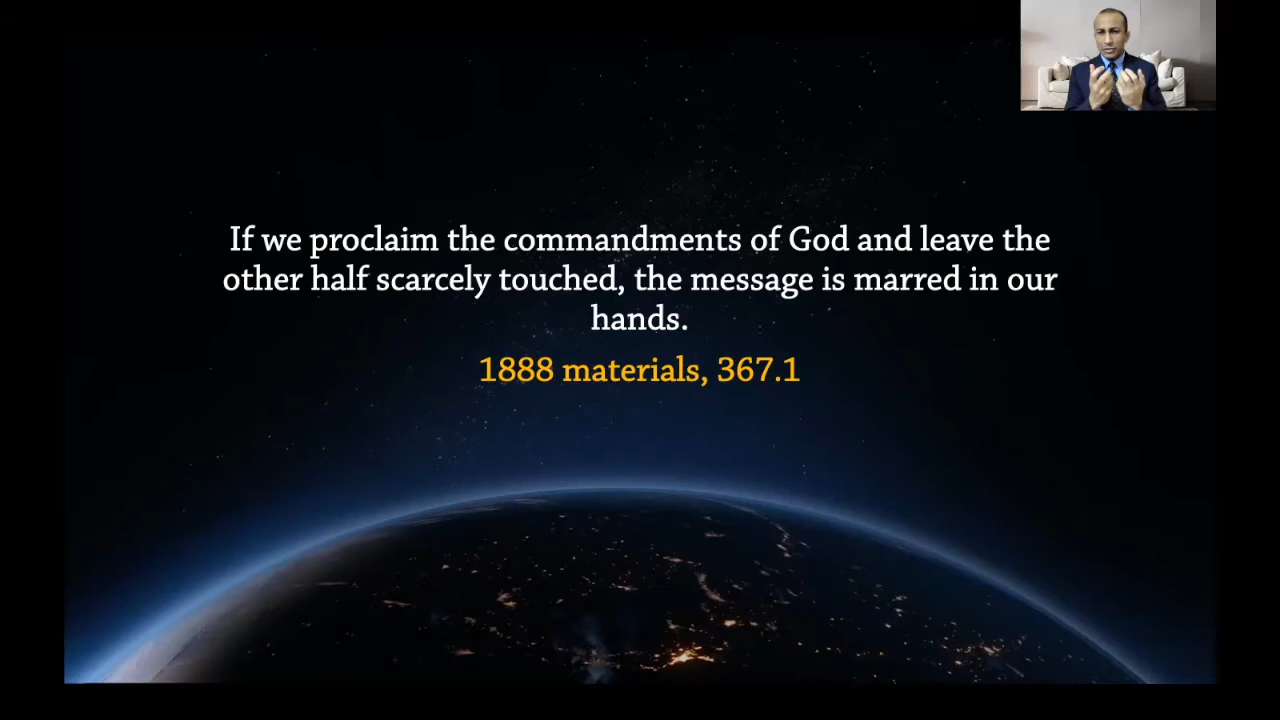 If we proclaim the commandments of God and leave the
other half scarcely touched, the message is marred in our
hands.
1888 materials, 367.1